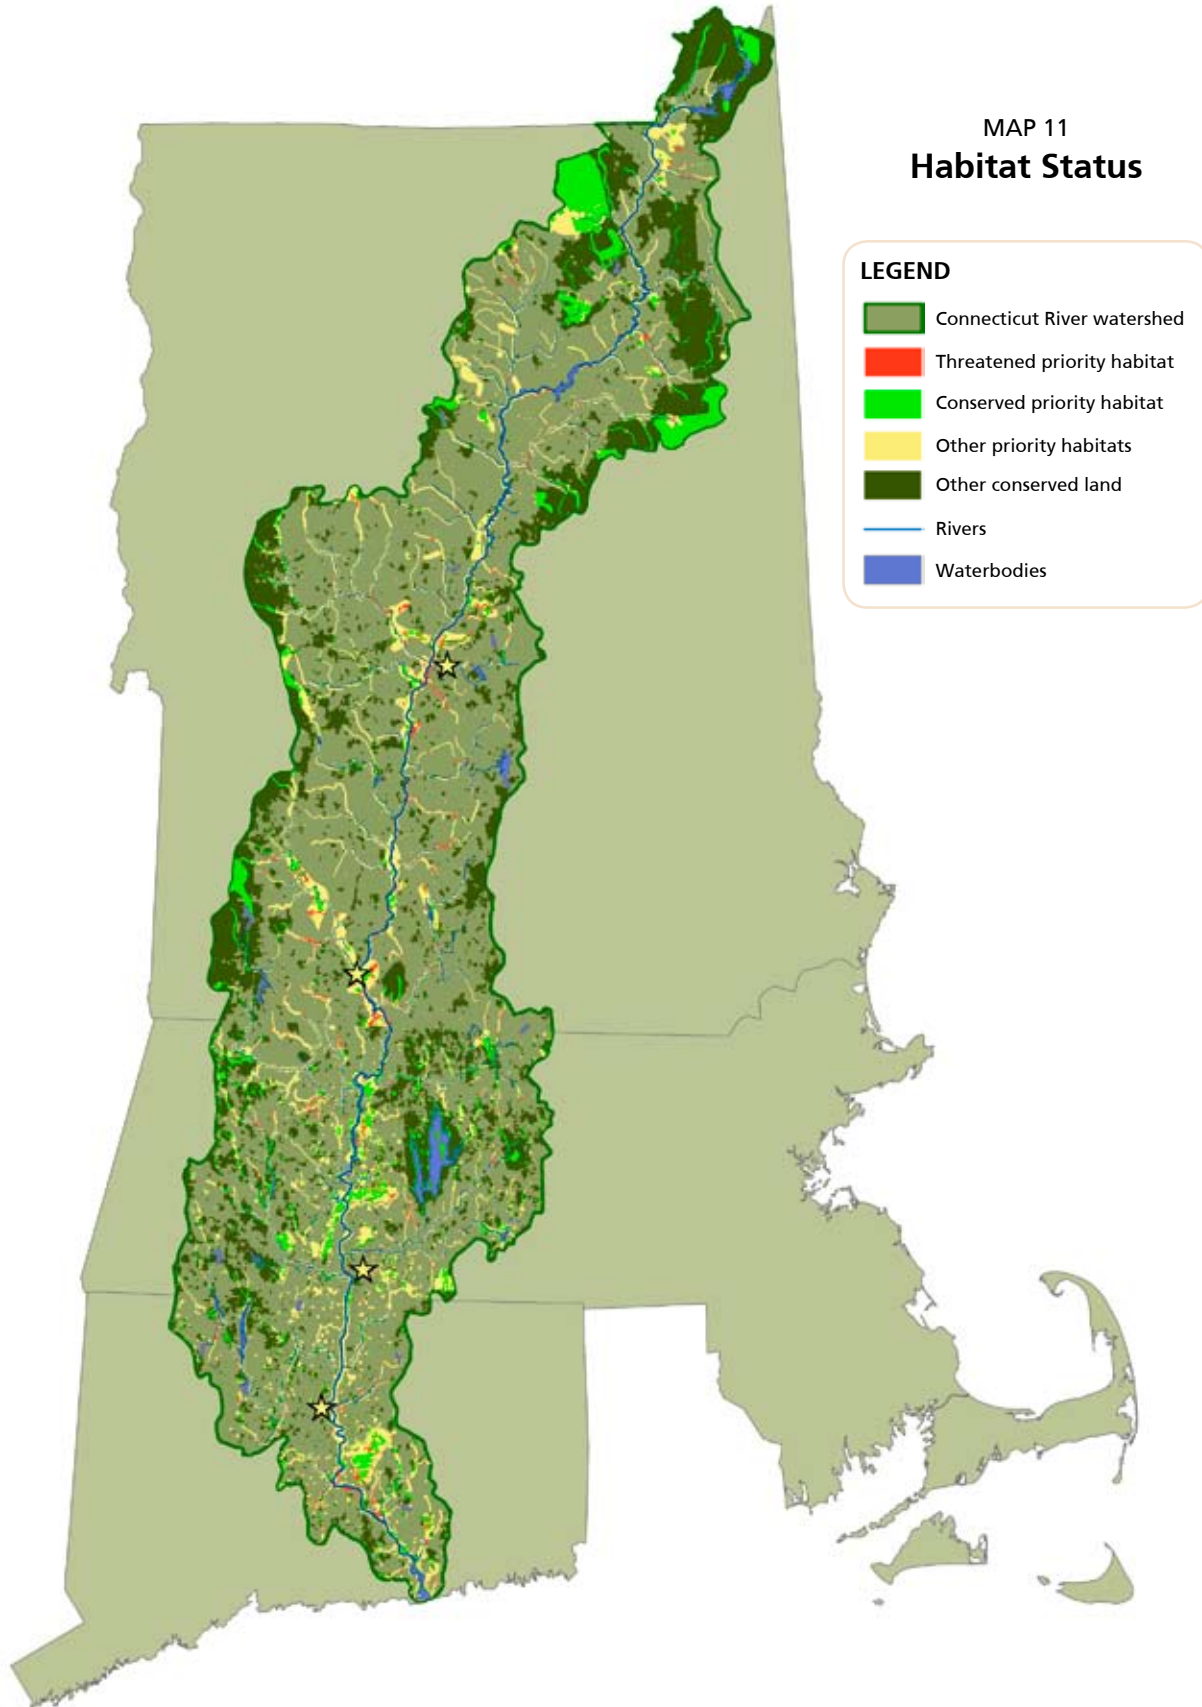 MAP 11
Habitat Status
LEGEND
Connecticut River watershed
Threatened priority habitat
Conserved priority habitat
Other priority habitats
Other conserved land
Rivers
Waterbodies